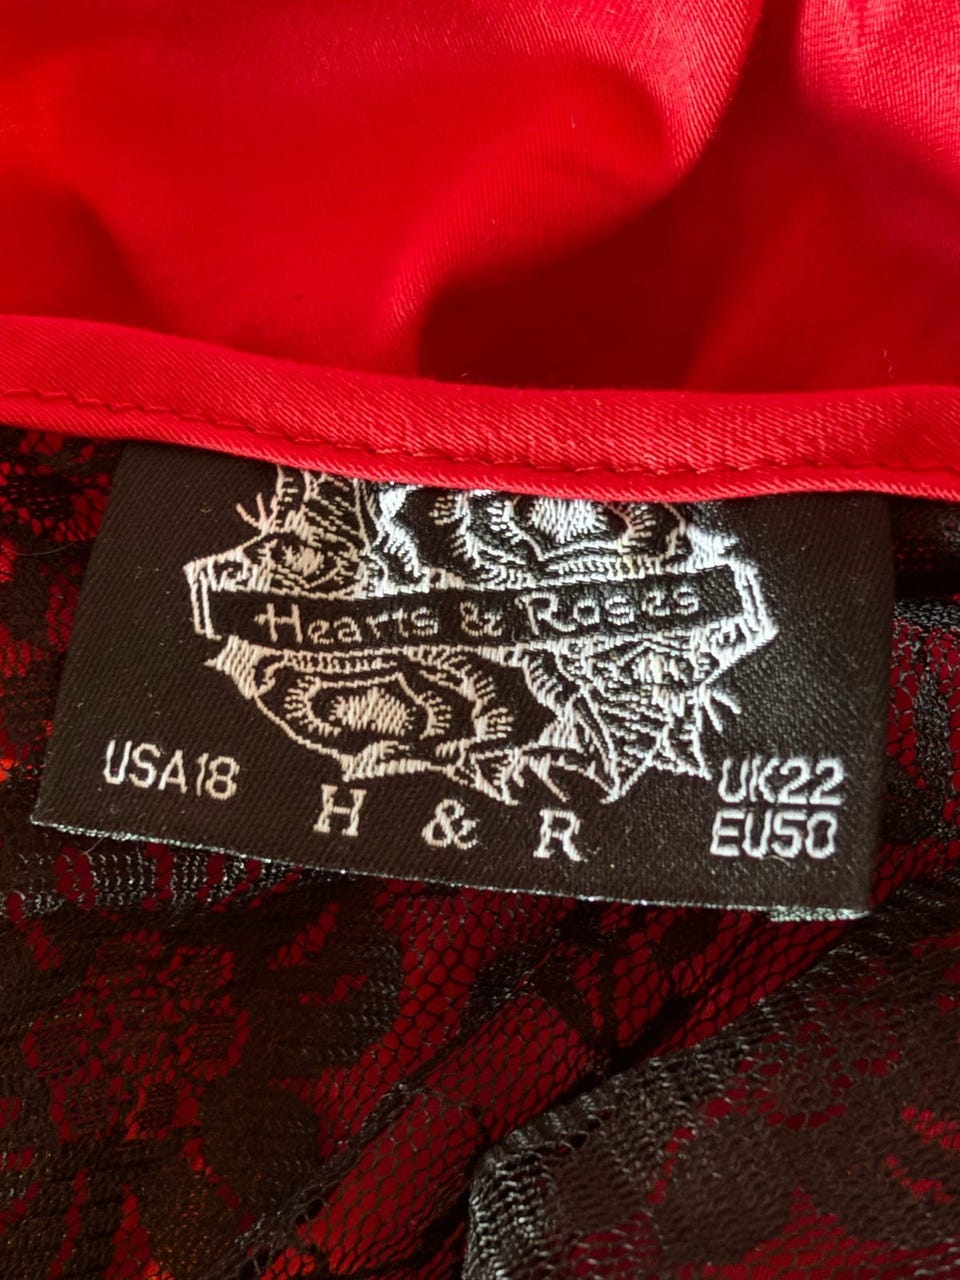 Hearts & Roses
USA18
H & R
UK22
EU50